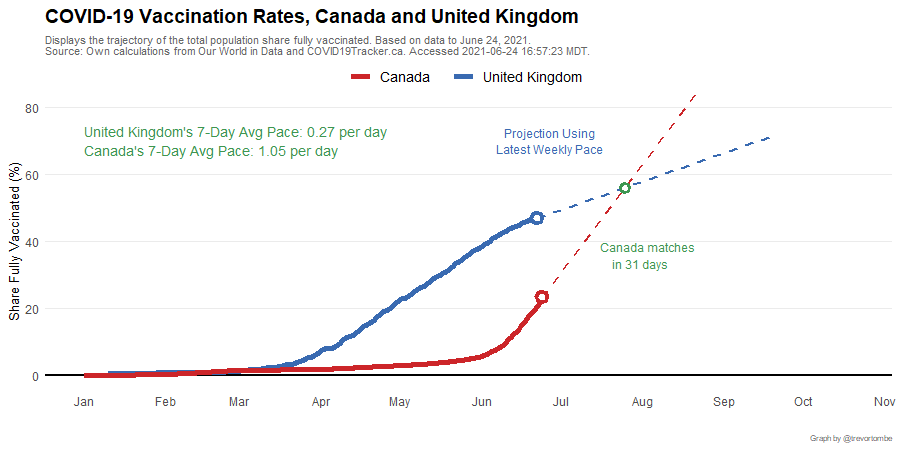 COVID-19 Vaccination Rates, Canada and United Kingdom
Displays the trajectory of the total population share fully vaccinated. Based on data to June 24, 2021.
Source: Own calculations from Our World in Data and COVID19Tracker.ca. Accessed 2021-06-24 16:57:23 MDT.
Canada United Kingdom
United Kingdom's 7-Day Avg Pace: 0.27 per day
Canada's 7-Day Avg Pace: 1.05 per day
Projection Using
Latest Weekly Pace
Canada matches
in 31 days
Share Fully Vaccinated (%)
80
60
40
20
0
Jan Feb Mar Apr May Jun Jul Aug Sep Oct Nov
Graph by @trevortombe